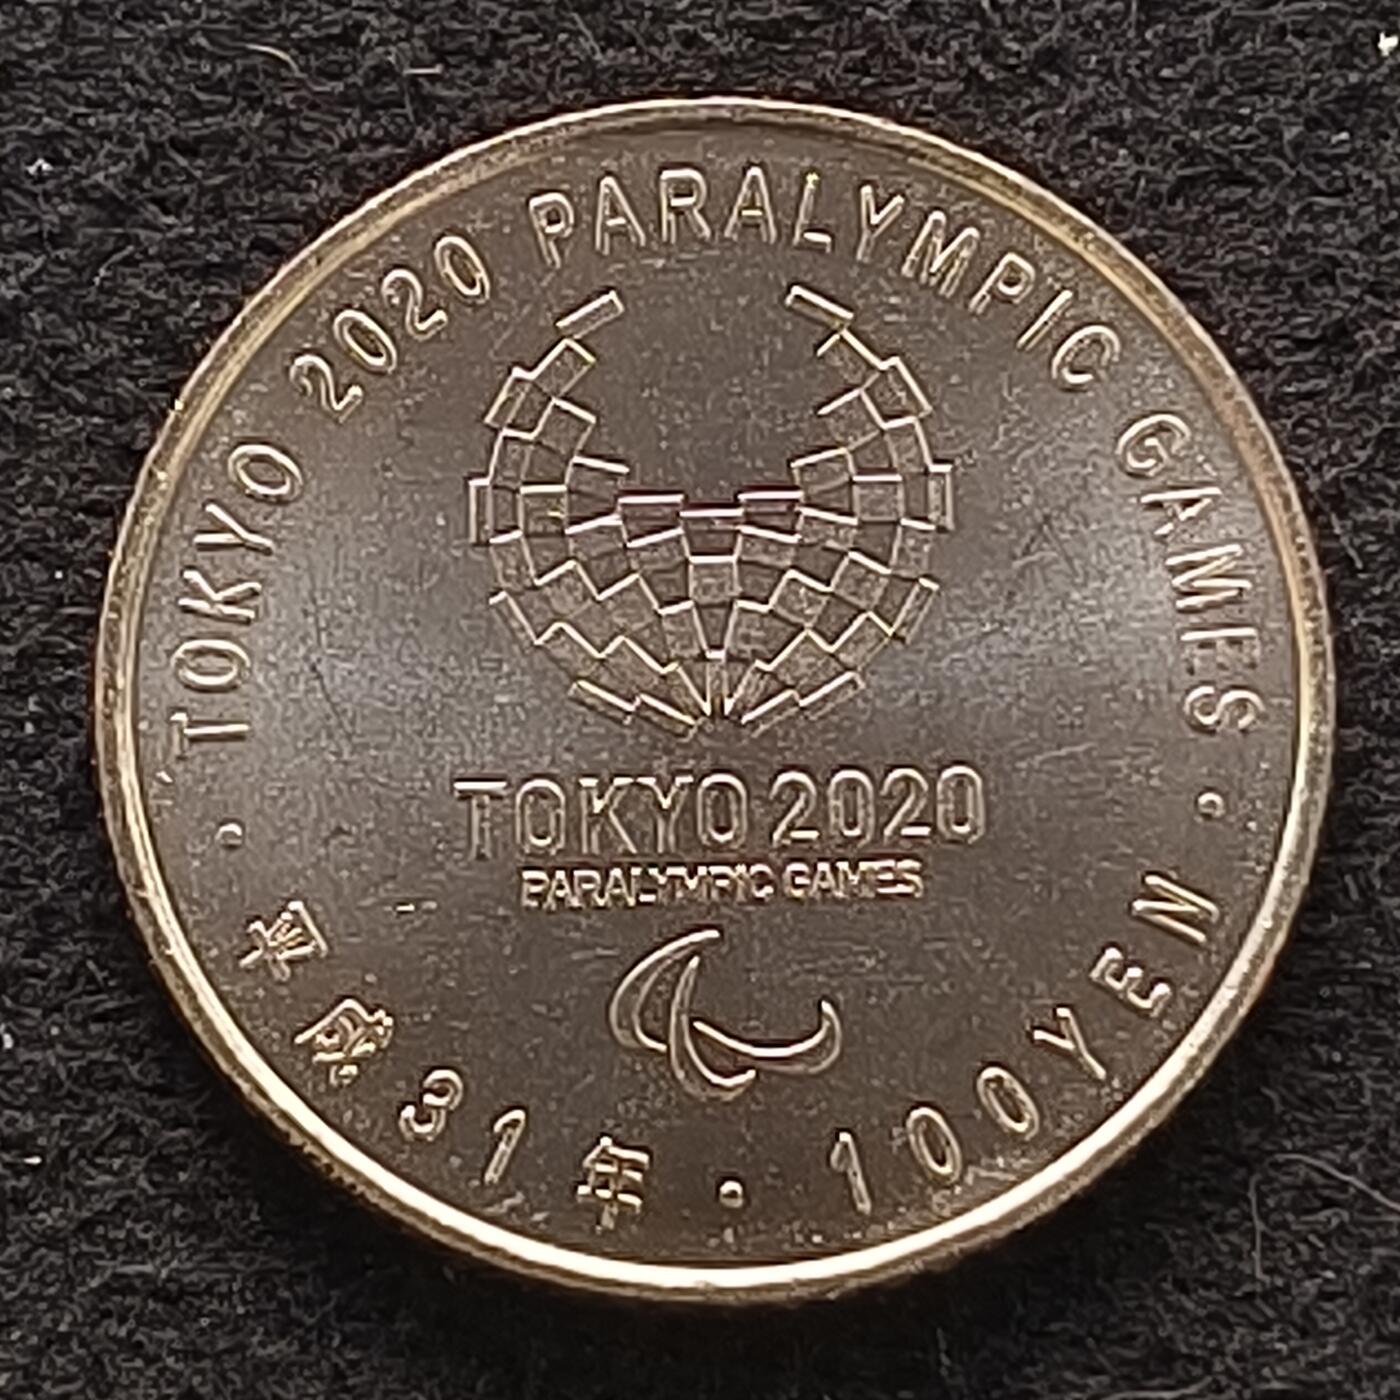 TOKYO 2020 PARALYMPIC GAMES
TOKYO 2020
PARALYMPIC GAMES
平成31年・100YEN